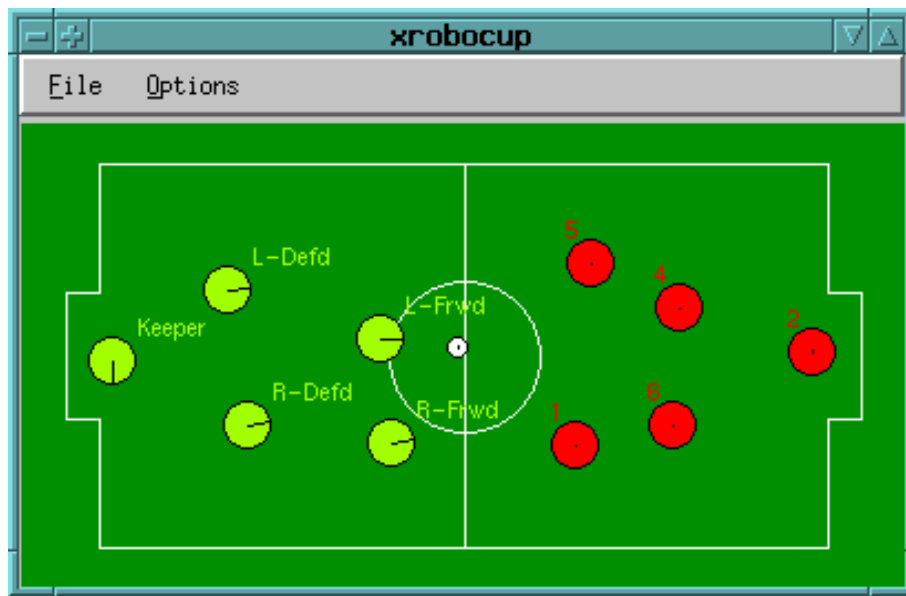 xrobocup
File Options
5
L-Defd
4
L-Frwd
2
Keeper
R-Defd
R-Frwd
1
6